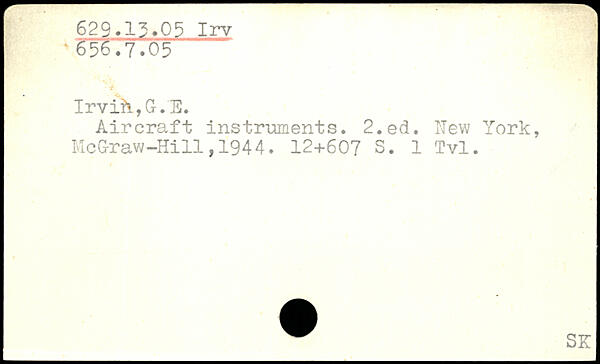 629.13.05 Irv
656.7.05
Irvin,G.E.
Aircraft instruments. 2.ed. New York,
McGraw-Hill,1944. 12+607 S. 1 Tvl.
SK